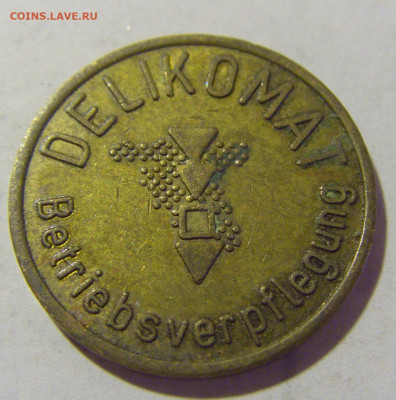 COINS.LAVE.RU
DELIKOMAT
Betriebsverpflegung